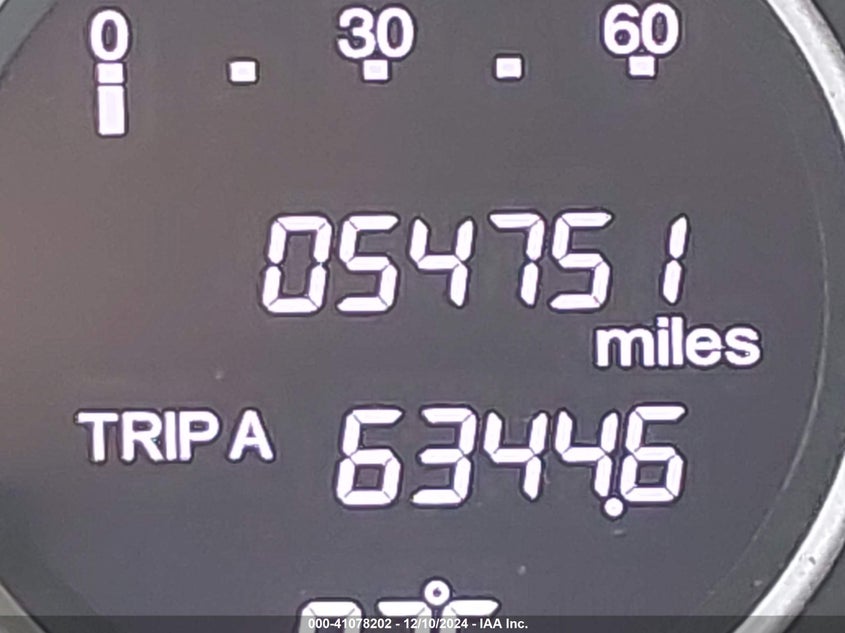 0 30 60
054751
miles
TRIP A 6344.6
000-41078202 - 12/10/2024 - IAA Inc.